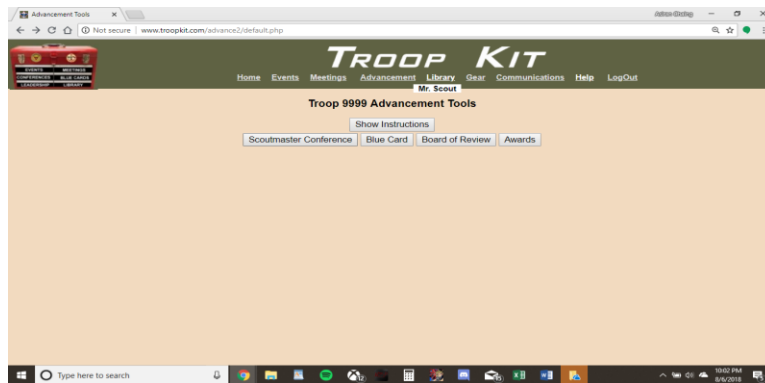 Advancement Tools
Not secure | www.troopkit.com/advance2/default.php
TROOP KIT
EVENTS MEETINGS
CONFERENCES BLUE CARDS
LEADERSHIP LIBRARY
Home Events Meetings Advancement Library Gear Communications Help LogOut
Mr. Scout
Troop 9999 Advancement Tools
Show Instructions
Scoutmaster Conference Blue Card Board of Review Awards
Type here to search
10:02 PM
8/6/2018